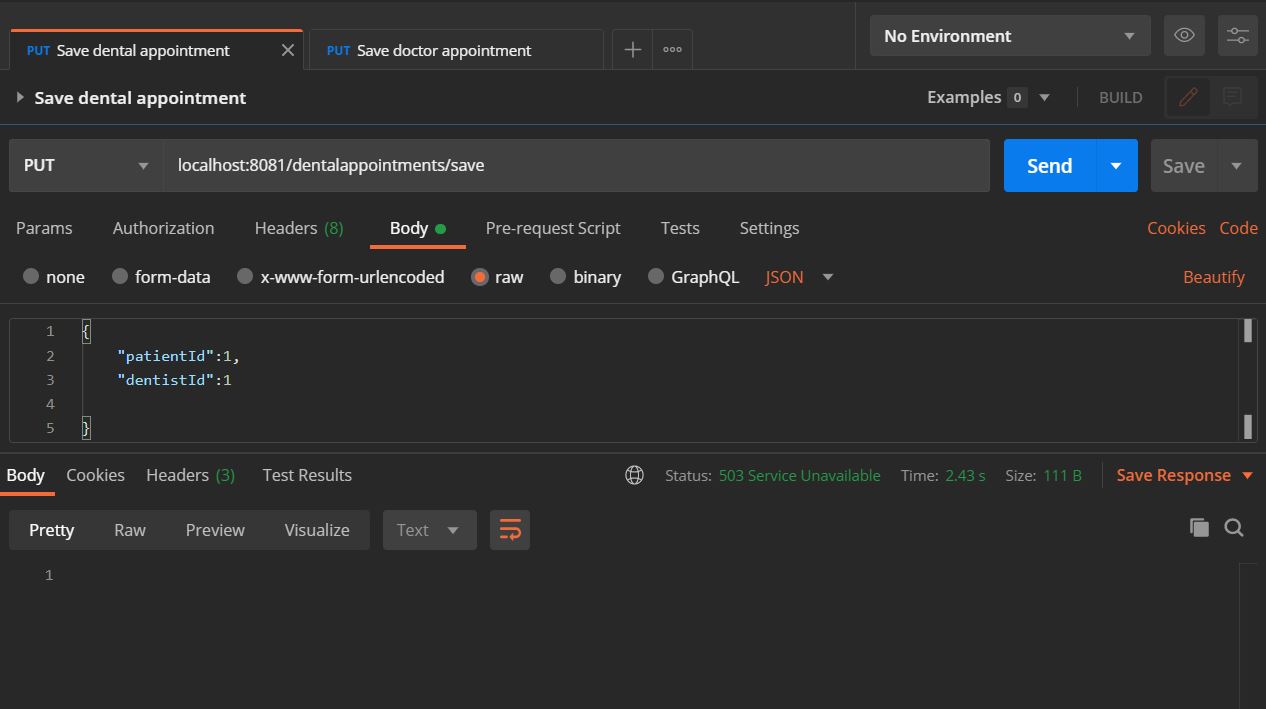 PUT Save dental appointment PUT Save doctor appointment No Environment
Save dental appointment Examples 0 BUILD
PUT localhost:8081/dentalappointments/save Send Save
Params Authorization Headers (8) Body Pre-request Script Tests Settings Cookies Code
none form-data x-www-form-urlencoded raw binary GraphQL JSON Beautify
1 {
2 "patientId":1,
3 "dentistId":1
4
5 }
Body Cookies Headers (3) Test Results Status: 503 Service Unavailable Time: 2.43 s Size: 111 B Save Response
Pretty Raw Preview Visualize Text
1